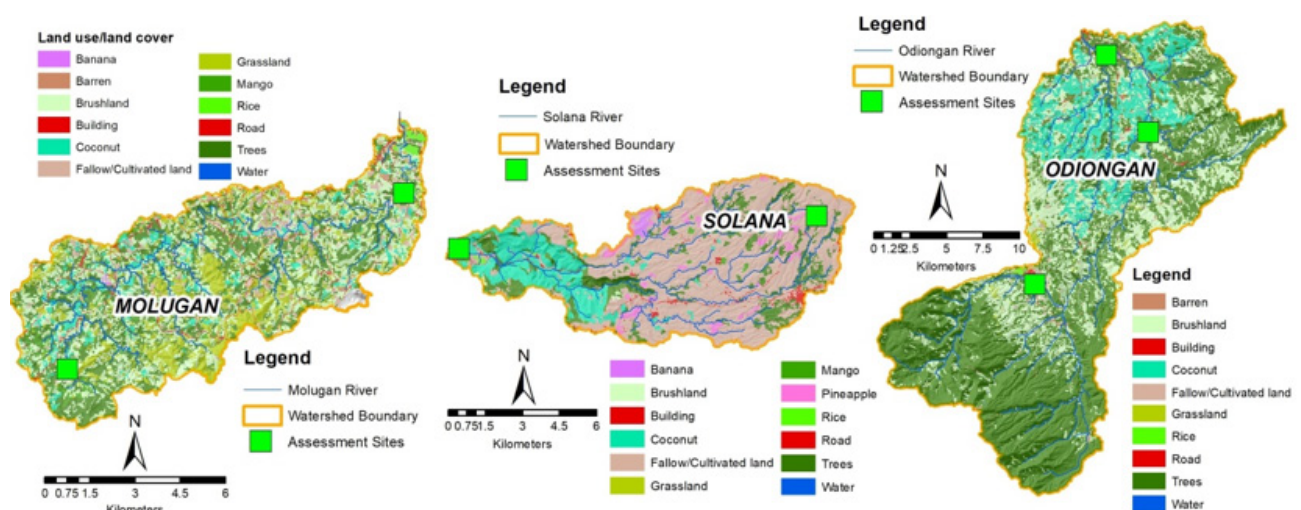 Land use/land cover
Banana
Barren
Brushland
Building
Coconut
Fallow/Cultivated land
Grassland
Mango
Rice
Road
Trees
Water
MOLUGAN
Legend
Molugan River
Watershed Boundary
Assessment Sites
N
0 0.75 1.5 3 4.5 6
Kilometers
Legend
Solana River
Watershed Boundary
Assessment Sites
SOLANA
N
0 0.75 1.5 3 4.5 6
Kilometers
Banana
Brushland
Building
Coconut
Fallow/Cultivated land
Grassland
Mango
Pineapple
Rice
Road
Trees
Water
Legend
Odiongan River
Watershed Boundary
Assessment Sites
ODIONGAN
N
0 1.25 2.5 5 7.5 10
Kilometers
Legend
Barren
Brushland
Building
Coconut
Fallow/Cultivated land
Grassland
Rice
Road
Trees
Water